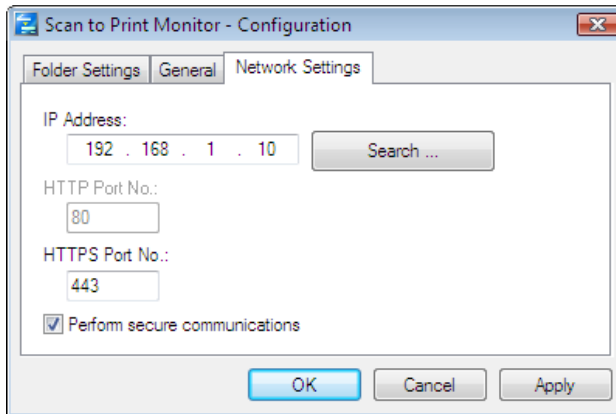 Scan to Print Monitor - Configuration
Folder Settings General Network Settings
IP Address:
192 . 168 . 1 . 10 Search ...
HTTP Port No.:
80
HTTPS Port No.:
443
Perform secure communications
OK Cancel Apply